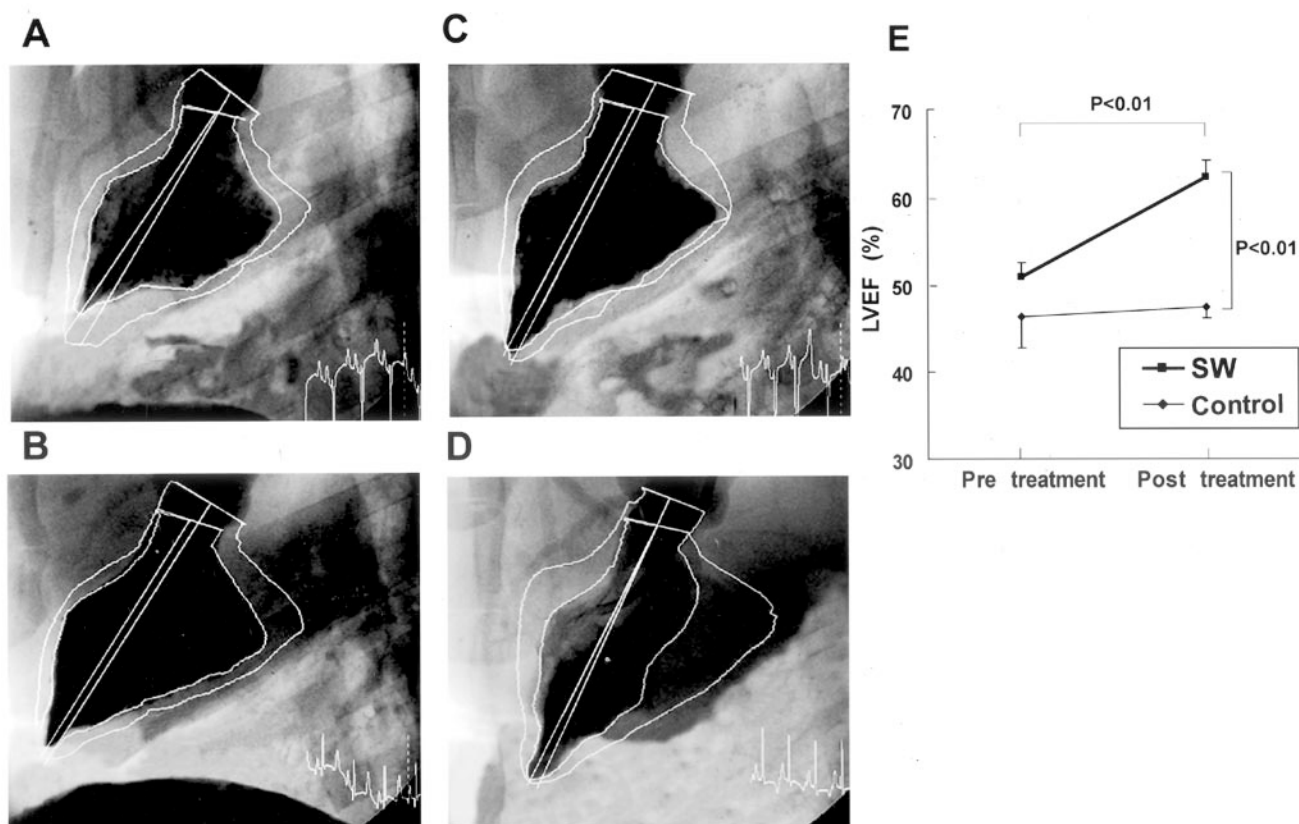 A
C
E
B
D
P<0.01
70
60
50
40
30
LVEF (%)
P<0.01
SW
Control
Pre treatment
Post treatment